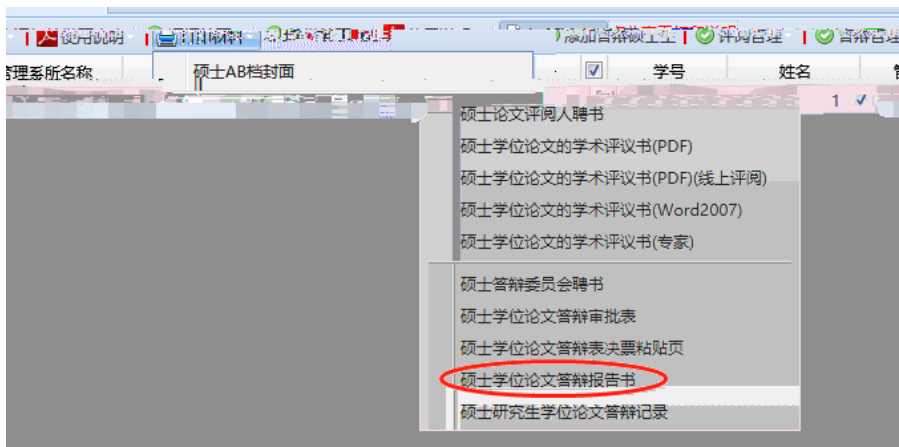 使用说明 打印材料 添加答辩硕士生 评阅管理
管理系所名称 学号 姓名
硕士AB档封面
1
硕士论文评阅人聘书
硕士学位论文的学术评议书(PDF)
硕士学位论文的学术评议书(PDF)(线上评阅)
硕士学位论文的学术评议书(Word2007)
硕士学位论文的学术评议书(专家)
硕士答辩委员会聘书
硕士学位论文答辩审批表
硕士学位论文答辩表决票粘贴页
硕士学位论文答辩报告书
硕士研究生学位论文答辩记录